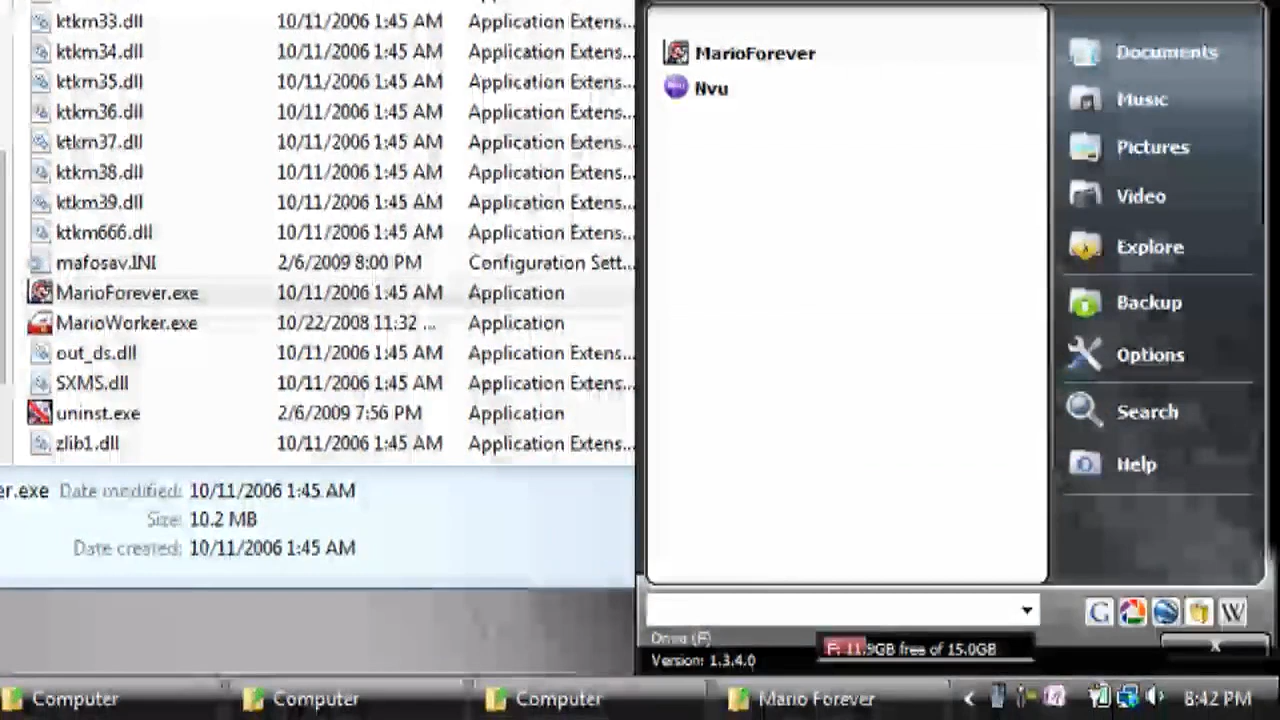 ktkm33.dll 10/11/2006 1:45 AM Application Extens...
ktkm34.dll 10/11/2006 1:45 AM Application Extens...
ktkm35.dll 10/11/2006 1:45 AM Application Extens...
ktkm36.dll 10/11/2006 1:45 AM Application Extens...
ktkm37.dll 10/11/2006 1:45 AM Application Extens...
ktkm38.dll 10/11/2006 1:45 AM Application Extens...
ktkm39.dll 10/11/2006 1:45 AM Application Extens...
ktkm666.dll 10/11/2006 1:45 AM Application Extens...
mafosav.INI 2/6/2009 8:00 PM Configuration Sett...
MarioForever.exe 10/11/2006 1:45 AM Application
MarioWorker.exe 10/22/2008 11:32 ... Application
out_ds.dll 10/11/2006 1:45 AM Application Extens...
SXMS.dll 10/11/2006 1:45 AM Application Extens...
uninst.exe 2/6/2009 7:56 PM Application
zlib1.dll 10/11/2006 1:45 AM Application Extens...
er.exe Date modified: 10/11/2006 1:45 AM
Size: 10.2 MB
Date created: 10/11/2006 1:45 AM
MarioForever
Nvu
Documents
Music
Pictures
Video
Explore
Backup
Options
Search
Help
G W
Drive (F)
F: 11.9GB free of 15.0GB
X
Version: 1.3.4.0
Computer Computer Computer Mario Forever 8:42 PM